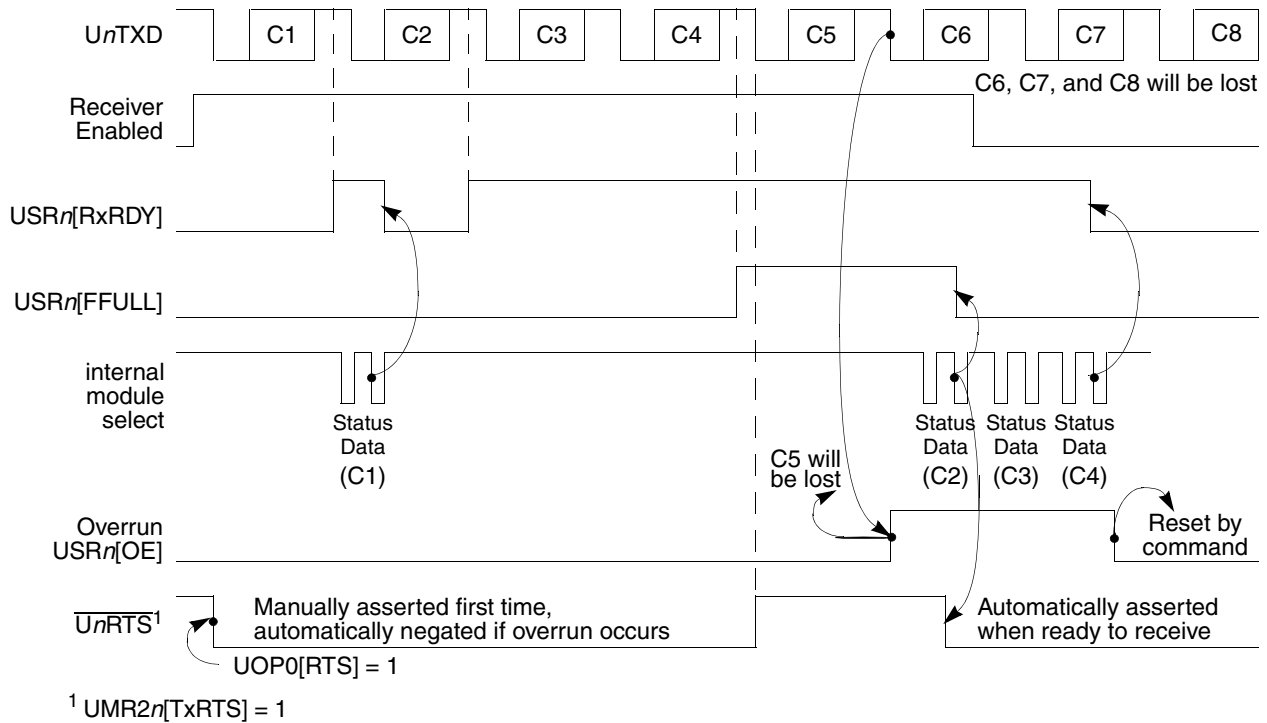 UnTXD
C1
C2
C3
C4
C5
C6
C7
C8
C6, C7, and C8 will be lost
Receiver
Enabled
USRn[RxRDY]
USRn[FFULL]
internal
module
select
Status
Data
(C1)
Status
Data
(C2)
Status
Data
(C3)
Status
Data
(C4)
C5 will
be lost
Overrun
USRn[OE]
Reset by
command
UnRTS¹
Manually asserted first time,
automatically negated if overrun occurs
Automatically asserted
when ready to receive
UOP0[RTS] = 1
¹ UMR2n[TxRTS] = 1